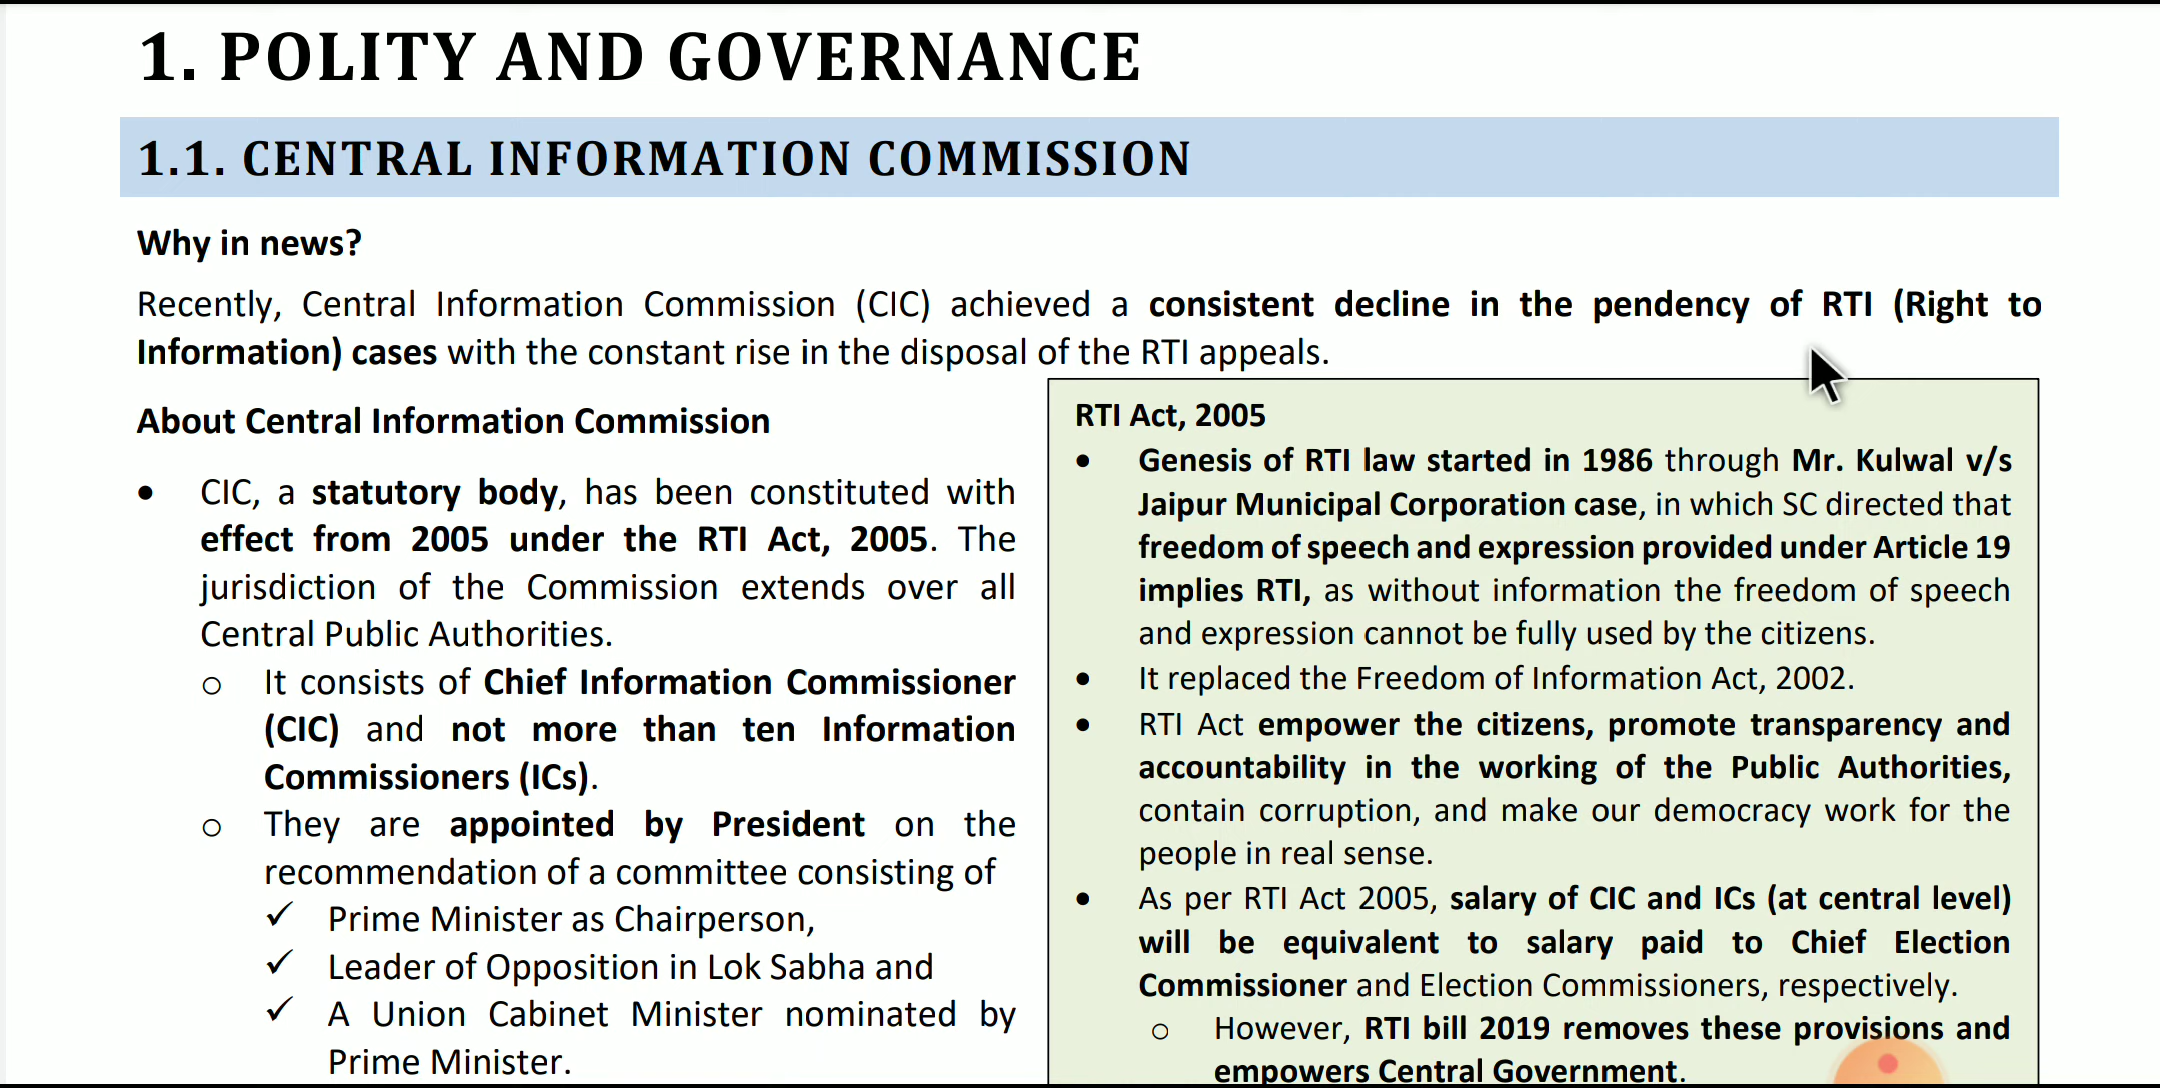 1. POLITY AND GOVERNANCE
1.1. CENTRAL INFORMATION COMMISSION
Why in news?
Recently, Central Information Commission (CIC) achieved a consistent decline in the pendency of RTI (Right to
Information) cases with the constant rise in the disposal of the RTI appeals.
About Central Information Commission
• CIC, a statutory body, has been constituted with
effect from 2005 under the RTI Act, 2005. The
jurisdiction of the Commission extends over all
Central Public Authorities.
o It consists of Chief Information Commissioner
(CIC) and not more than ten Information
Commissioners (ICs).
o They are appointed by President on the
recommendation of a committee consisting of
✓ Prime Minister as Chairperson,
✓ Leader of Opposition in Lok Sabha and
✓ A Union Cabinet Minister nominated by
Prime Minister.
RTI Act, 2005
• Genesis of RTI law started in 1986 through Mr. Kulwal v/s
Jaipur Municipal Corporation case, in which SC directed that
freedom of speech and expression provided under Article 19
implies RTI, as without information the freedom of speech
and expression cannot be fully used by the citizens.
• It replaced the Freedom of Information Act, 2002.
• RTI Act empower the citizens, promote transparency and
accountability in the working of the Public Authorities,
contain corruption, and make our democracy work for the
people in real sense.
• As per RTI Act 2005, salary of CIC and ICs (at central level)
will be equivalent to salary paid to Chief Election
Commissioner and Election Commissioners, respectively.
o However, RTI bill 2019 removes these provisions and
empowers Central Government.